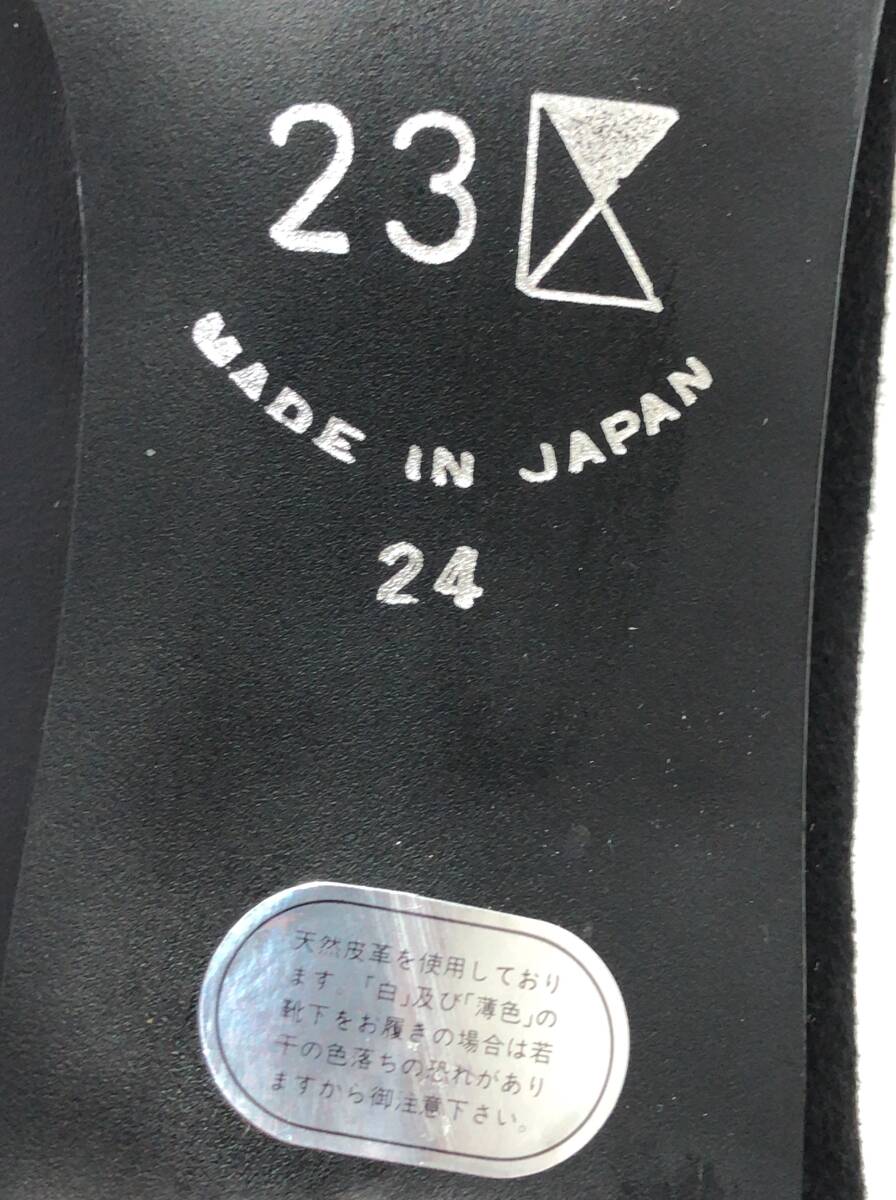 23
MADE IN JAPAN
24
天然皮革を使用しており
ます。「白」及び「薄色」の
靴下をお履きの場合は若
干の色落ちの恐れがあり
ますから御注意下さい。